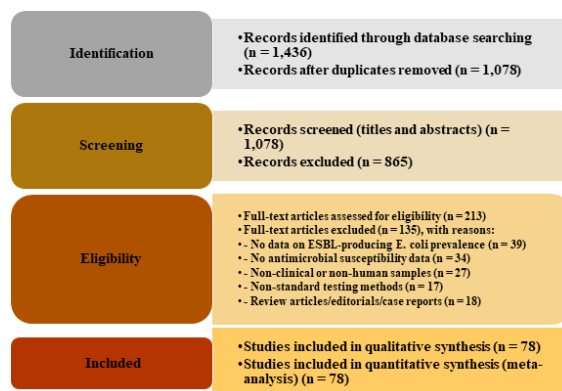 Identification
•Records identified through database searching
(n = 1,436)
•Records after duplicates removed (n = 1,078)
Screening
•Records screened (titles and abstracts) (n =
1,078)
•Records excluded (n = 865)
Eligibility
•Full-text articles assessed for eligibility (n = 213)
•Full-text articles excluded (n = 135), with reasons:
•- No data on ESBL-producing E. coli prevalence (n = 39)
•- No antimicrobial susceptibility data (n = 34)
•- Non-clinical or non-human samples (n = 27)
•- Non-standard testing methods (n = 17)
•- Review articles/editorials/case reports (n = 18)
Included
•Studies included in qualitative synthesis (n = 78)
•Studies included in quantitative synthesis (meta-
analysis) (n = 78)